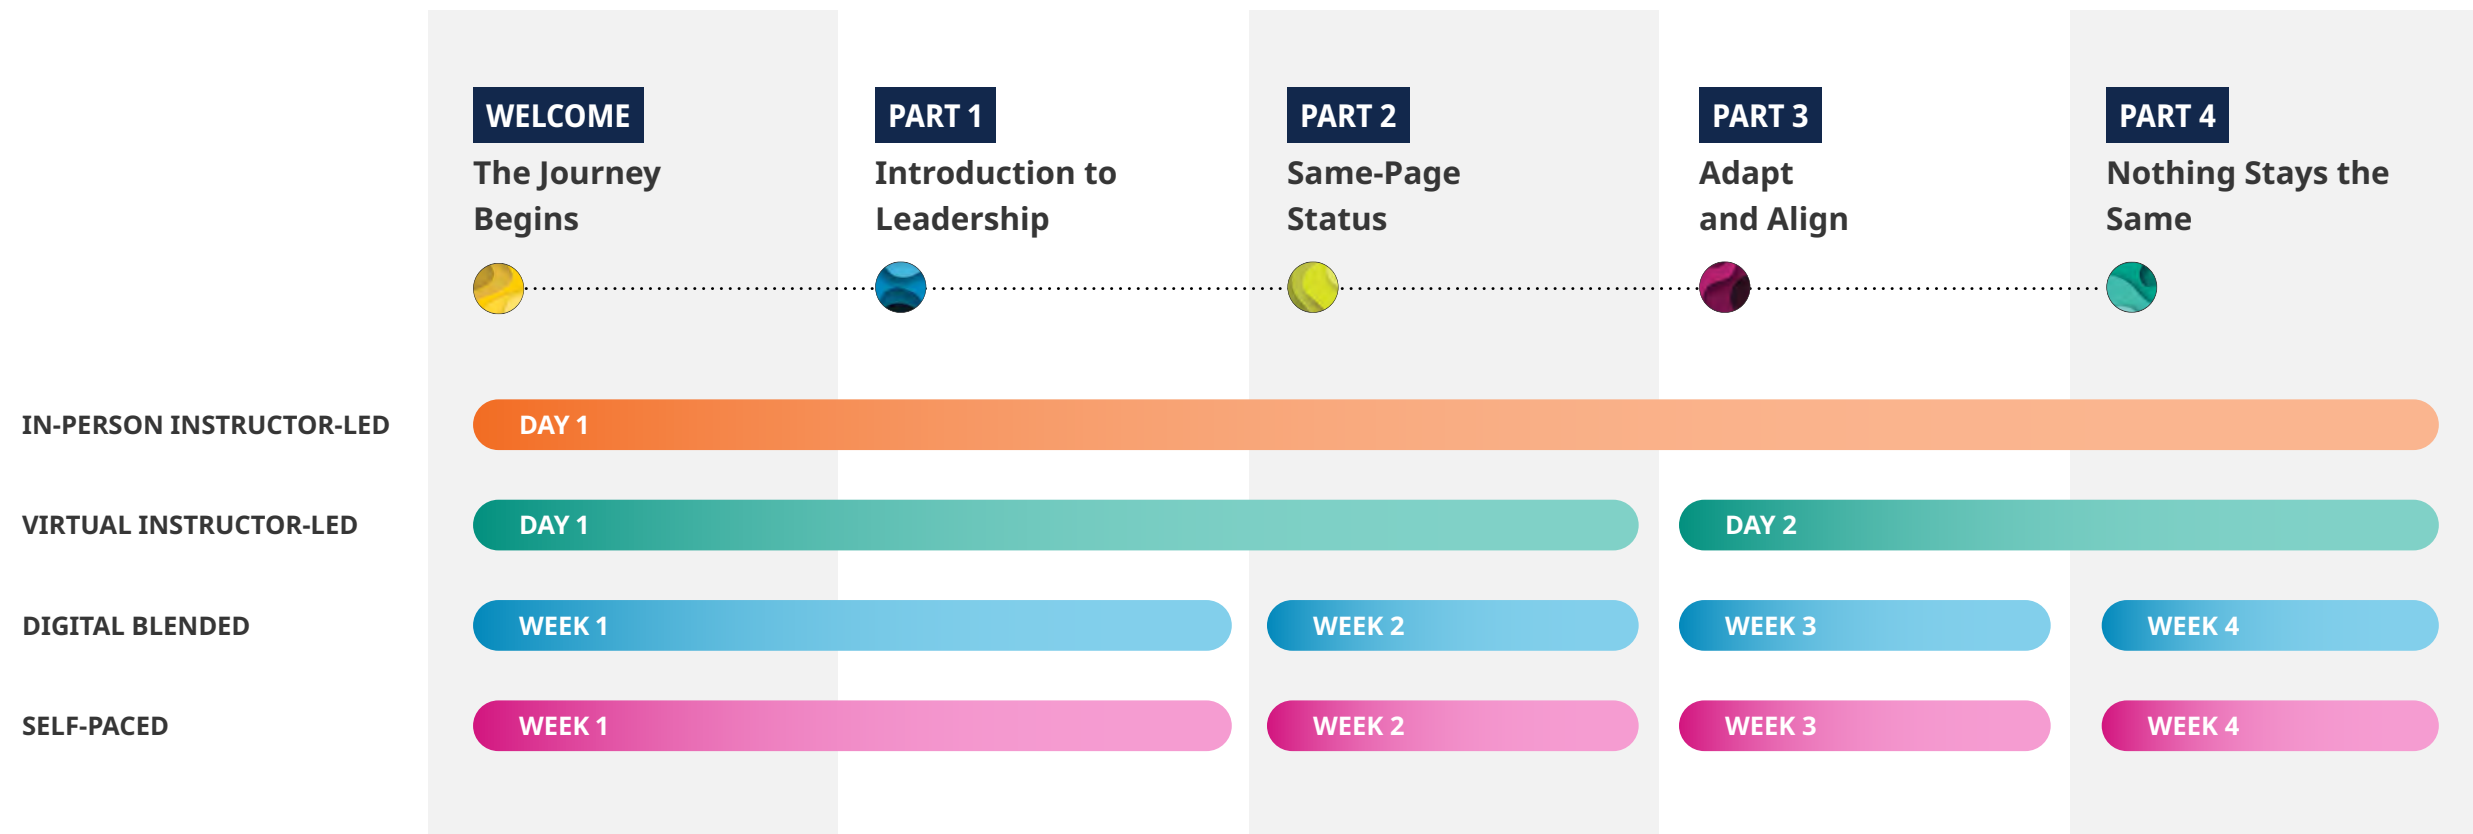 WELCOME
The Journey
Begins
PART 1
Introduction to
Leadership
PART 2
Same-Page
Status
PART 3
Adapt
and Align
PART 4
Nothing Stays the
Same
IN-PERSON INSTRUCTOR-LED
DAY 1
VIRTUAL INSTRUCTOR-LED
DAY 1
DAY 2
DIGITAL BLENDED
WEEK 1
WEEK 2
WEEK 3
WEEK 4
SELF-PACED
WEEK 1
WEEK 2
WEEK 3
WEEK 4